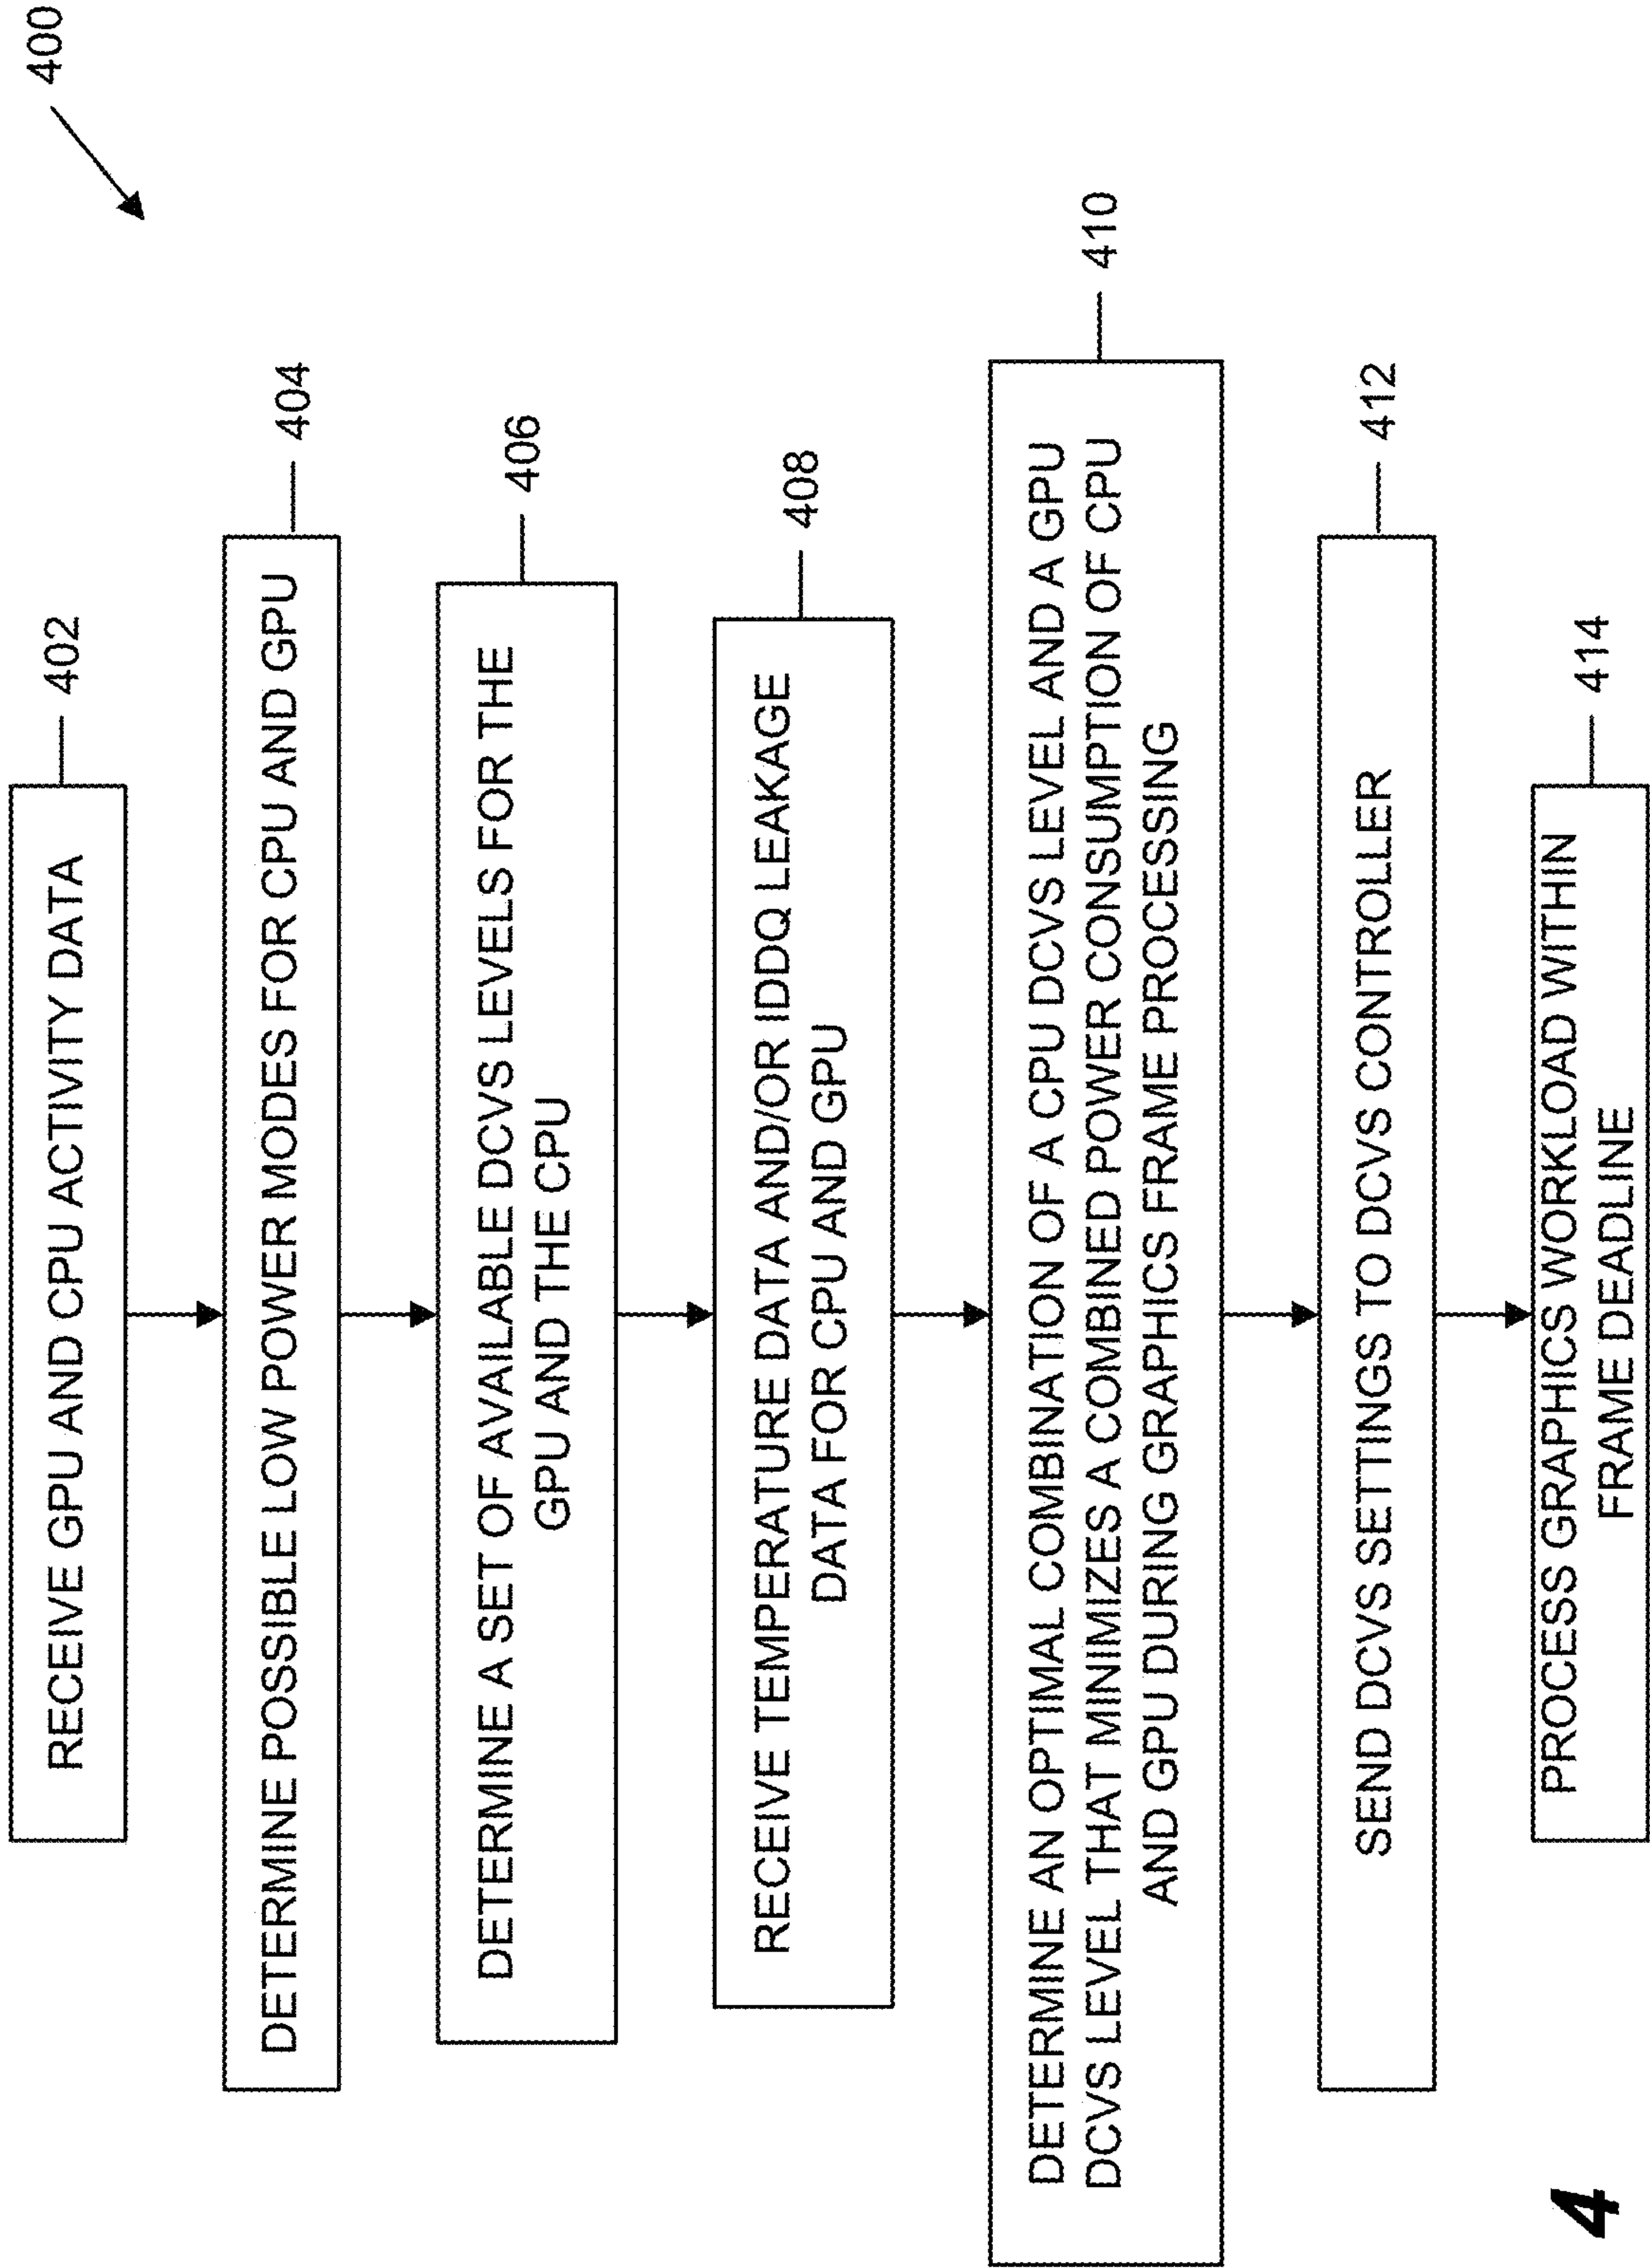 400
RECEIVE GPU AND CPU ACTIVITY DATA
402
DETERMINE POSSIBLE LOW POWER MODES FOR CPU AND GPU
404
DETERMINE A SET OF AVAILABLE DCVS LEVELS FOR THE
GPU AND THE CPU
406
RECEIVE TEMPERATURE DATA AND/OR IDDQ LEAKAGE
DATA FOR CPU AND GPU
408
DETERMINE AN OPTIMAL COMBINATION OF A CPU DCVS LEVEL AND A GPU
DCVS LEVEL THAT MINIMIZES A COMBINED POWER CONSUMPTION OF CPU
AND GPU DURING GRAPHICS FRAME PROCESSING
410
SEND DCVS SETTINGS TO DCVS CONTROLLER
412
PROCESS GRAPHICS WORKLOAD WITHIN
FRAME DEADLINE
414
4